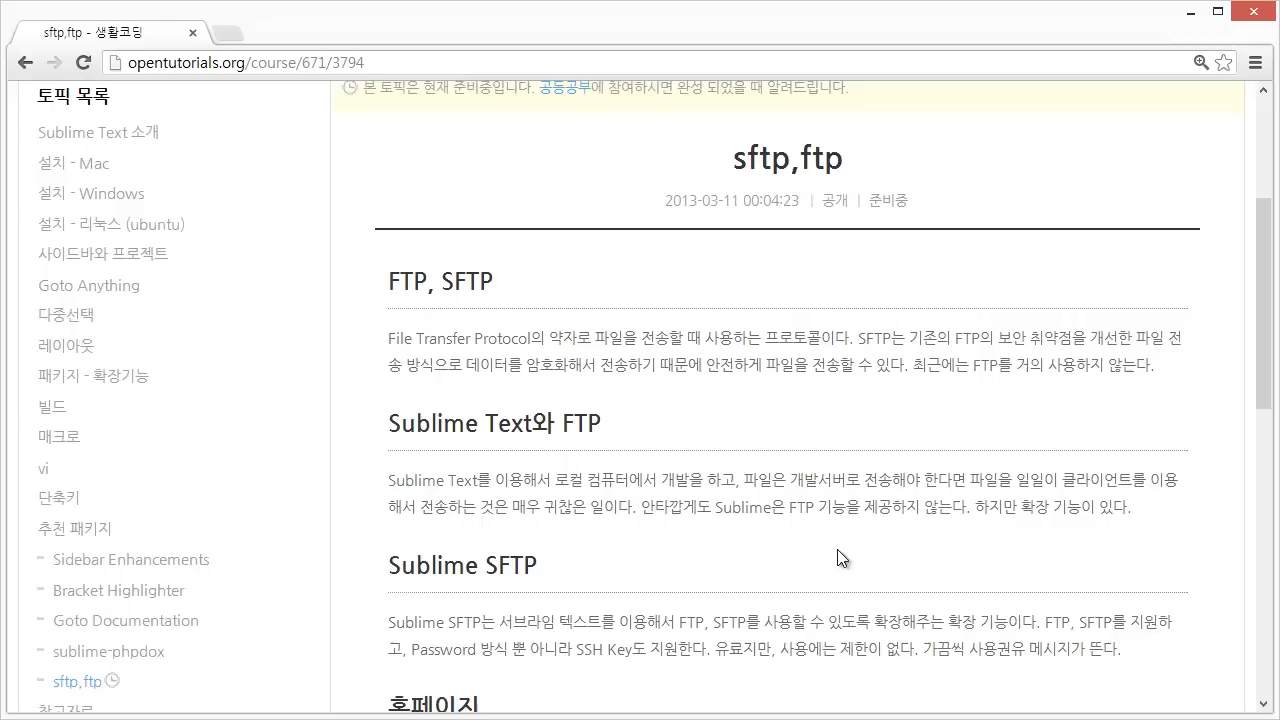 sftp,ftp - 생활코딩
opentutorials.org/course/671/3794
토픽 목록
Sublime Text 소개
설치 - Mac
설치 - Windows
설치 - 리눅스 (ubuntu)
사이드바와 프로젝트
Goto Anything
다중선택
레이아웃
패키지 - 확장기능
빌드
매크로
vi
단축키
추천 패키지
Sidebar Enhancements
Bracket Highlighter
Goto Documentation
sublime-phpdox
sftp,ftp
참고자료
본 토픽은 현재 준비중입니다. 공동공부에 참여하시면 완성 되었을 때 알려드립니다.
sftp,ftp
2013-03-11 00:04:23 | 공개 | 준비중
FTP, SFTP
File Transfer Protocol의 약자로 파일을 전송할 때 사용하는 프로토콜이다. SFTP는 기존의 FTP의 보안 취약점을 개선한 파일 전
송 방식으로 데이터를 암호화해서 전송하기 때문에 안전하게 파일을 전송할 수 있다. 최근에는 FTP를 거의 사용하지 않는다.
Sublime Text와 FTP
Sublime Text를 이용해서 로컬 컴퓨터에서 개발을 하고, 파일은 개발서버로 전송해야 한다면 파일을 일일이 클라이언트를 이용
해서 전송하는 것은 매우 귀찮은 일이다. 안타깝게도 Sublime은 FTP 기능을 제공하지 않는다. 하지만 확장 기능이 있다.
Sublime SFTP
Sublime SFTP는 서브라임 텍스트를 이용해서 FTP, SFTP를 사용할 수 있도록 확장해주는 확장 기능이다. FTP, SFTP를 지원하
고, Password 방식 뿐 아니라 SSH Key도 지원한다. 유료지만, 사용에는 제한이 없다. 가끔씩 사용권유 메시지가 뜬다.
홈페이지